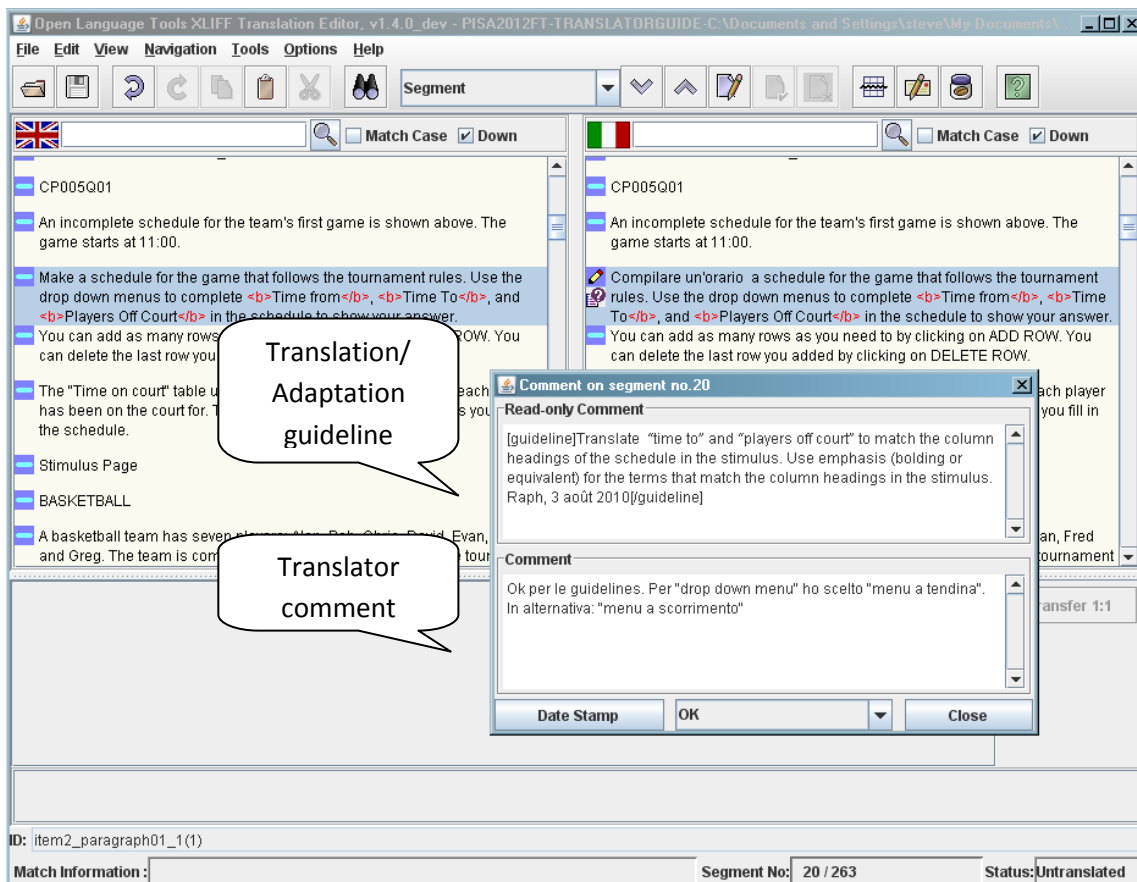 Open Language Tools XLIFF Translation Editor, v1.4.0_dev - PISA2012FT-TRANSLATORGUIDE-C:\Documents and Settings\steve\My Documents\...
File Edit View Navigation Tools Options Help
Segment
Match Case Down
Match Case Down
CP005Q01
An incomplete schedule for the team's first game is shown above. The
game starts at 11:00.
Make a schedule for the game that follows the tournament rules. Use the
drop down menus to complete <b>Time from</b>, <b>Time To</b>, and
<b>Players Off Court</b> in the schedule to show your answer.
You can add as many rows
ROW. You
can delete the last row you
The "Time on court" table
each
has been on the court for.
s you
the schedule.
Stimulus Page
BASKETBALL
A basketball team has seven players: Alan, Bob, Chris, David, Evan,
and Greg. The team is com
tour
CP005Q01
An incomplete schedule for the team's first game is shown above. The
game starts at 11:00.
Compilare un'orario a schedule for the game that follows the tournament
rules. Use the drop down menus to complete <b>Time from</b>, <b>Time
To</b>, and <b>Players Off Court</b> in the schedule to show your answer.
You can add as many rows as you need to by clicking on ADD ROW. You
can delete the last row you added by clicking on DELETE ROW.
ach player
you fill in
an, Fred
tournament
Translation/
Adaptation
guideline
Translator
comment
Comment on segment no.20
Read-only Comment
[guideline]Translate "time to" and "players off court" to match the column
headings of the schedule in the stimulus. Use emphasis (bolding or
equivalent) for the terms that match the column headings in the stimulus.
Raph, 3 août 2010[/guideline]
Comment
Ok per le guidelines. Per "drop down menu" ho scelto "menu a tendina".
In alternativa: "menu a scorrimento"
Date Stamp OK Close
ansfer 1:1
ID: item2_paragraph01_1(1)
Match Information : Segment No: 20 / 263 Status: Untranslated